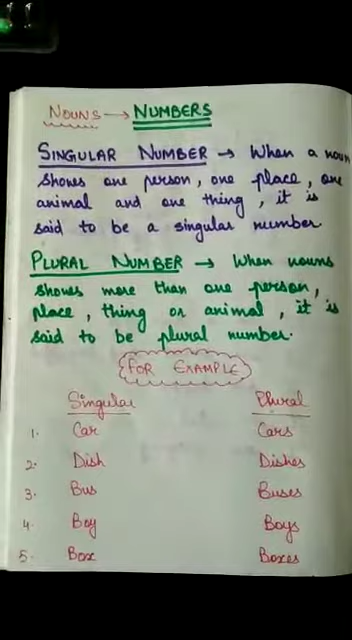 NOUNS → NUMBERS
SINGULAR NUMBER → When a noun
shows one person, one place, one
animal and one thing, it is
said to be a singular number.
PLURAL NUMBER → When nouns
shows more than one person,
place, thing or animal, it is
said to be plural number.
FOR EXAMPLE
Singular Plural
1. Car Cars
2. Dish Dishes
3. Bus Buses
4. Boy Boys
5. Box Boxes